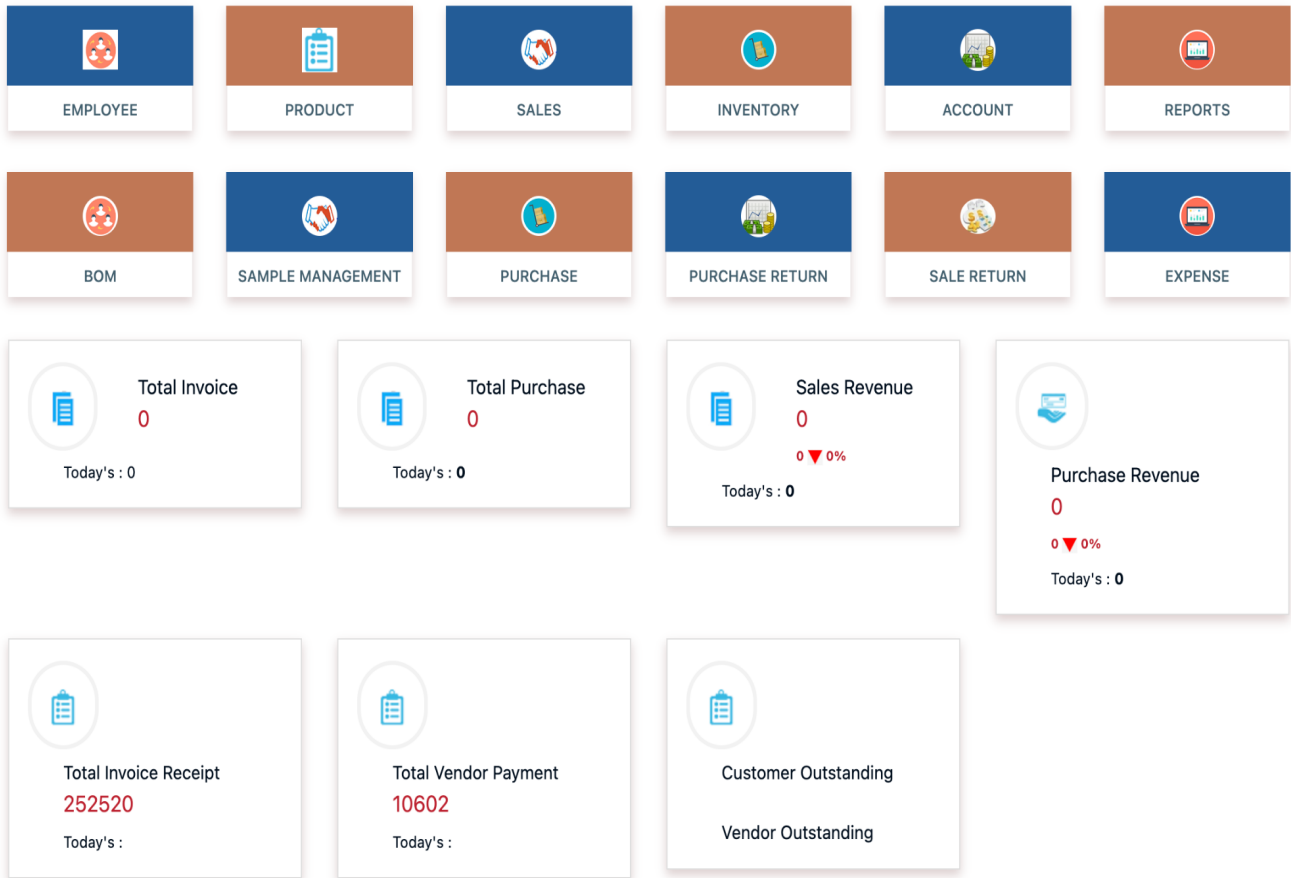 EMPLOYEE
PRODUCT
SALES
INVENTORY
ACCOUNT
REPORTS
BOM
SAMPLE MANAGEMENT
PURCHASE
PURCHASE RETURN
SALE RETURN
EXPENSE
Total Invoice
0
Today's : 0
Total Purchase
0
Today's : 0
Sales Revenue
0
0 ▼ 0%
Today's : 0
Purchase Revenue
0
0 ▼ 0%
Today's : 0
Total Invoice Receipt
252520
Today's :
Total Vendor Payment
10602
Today's :
Customer Outstanding
Vendor Outstanding